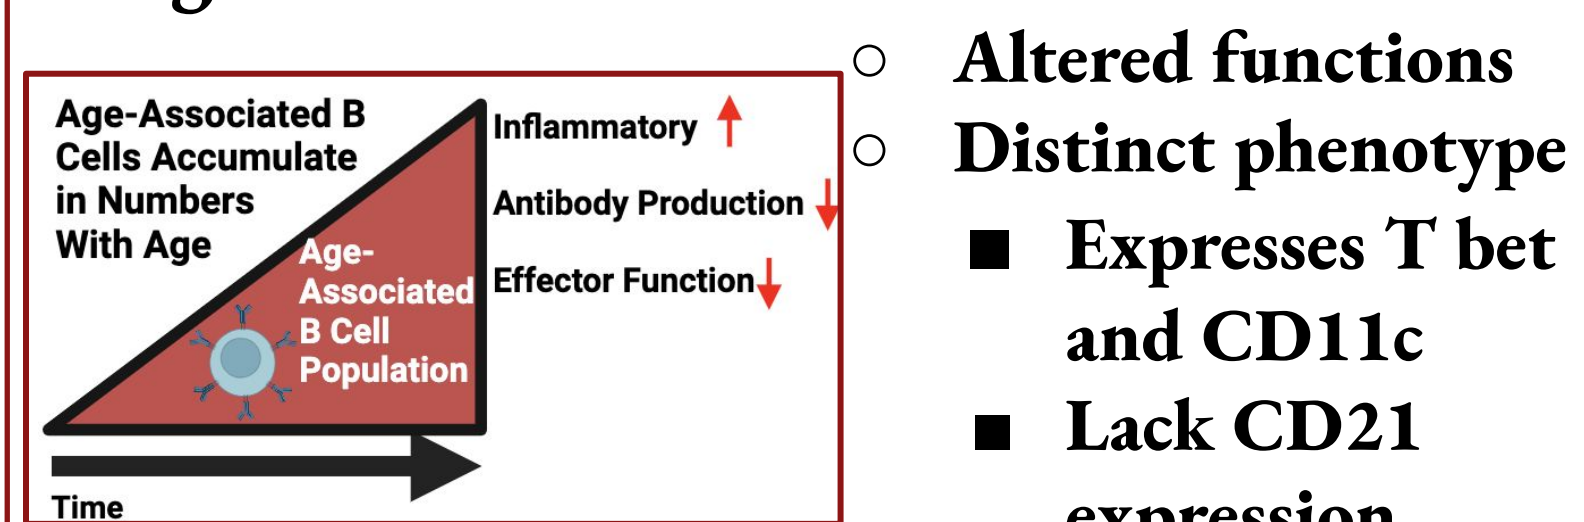 Age-Associated B
Cells Accumulate
in Numbers
With Age
Age-
Associated
B Cell
Population
Time
Inflammatory
Antibody Production
Effector Function
Altered functions
Distinct phenotype
Expresses T bet
and CD11c
Lack CD21
expression